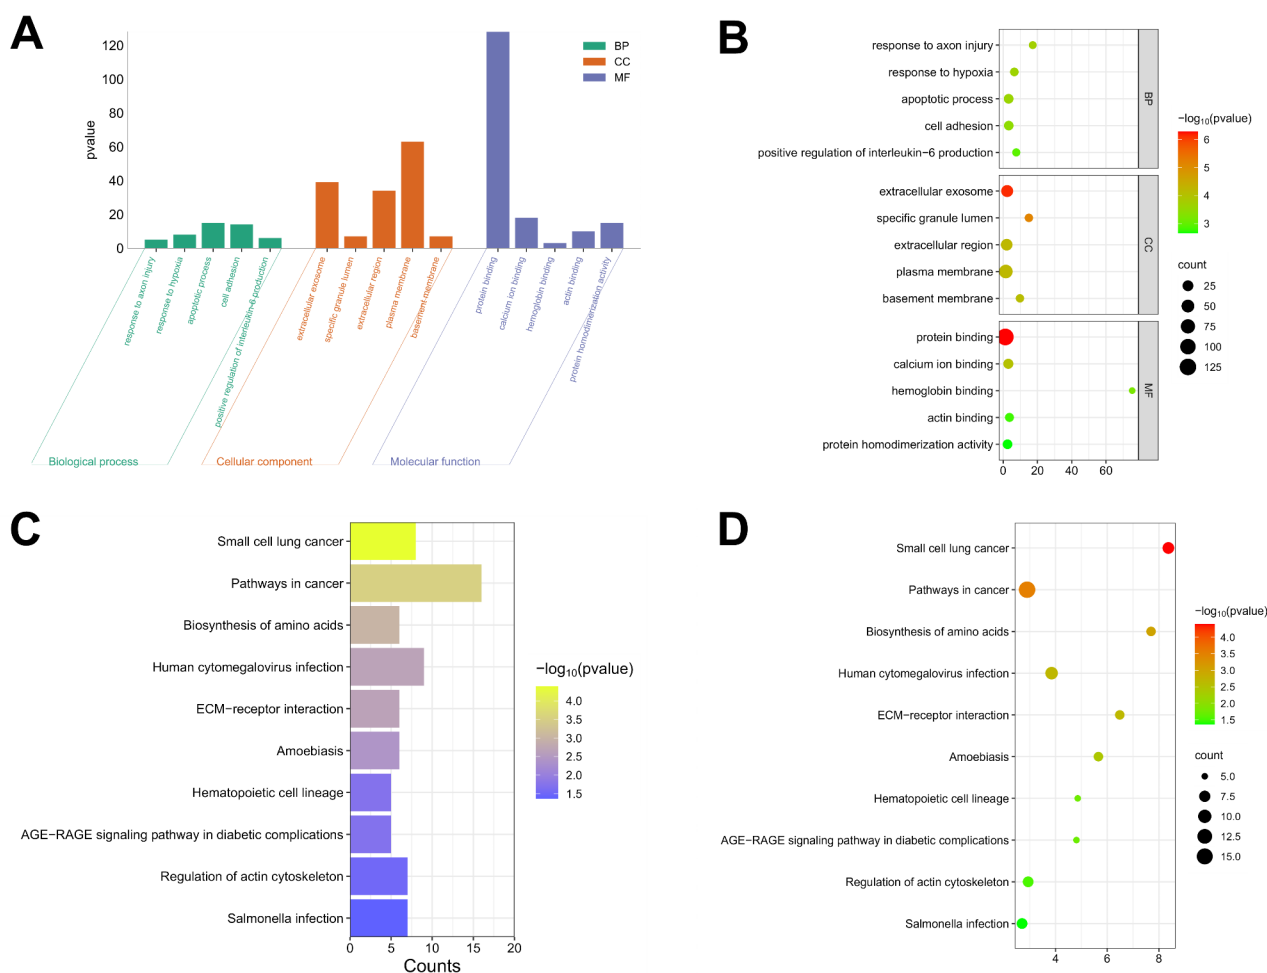 A
120
100
80
60
40
20
0
pvalue
BP
CC
MF
response to axon injury
response to hypoxia
apoptotic process
cell adhesion
positive regulation of interleukin−6 production
extracellular exosome
specific granule lumen
extracellular region
plasma membrane
basement membrane
protein binding
calcium ion binding
hemoglobin binding
actin binding
protein homodimerization activity
Biological process
Cellular component
Molecular function
B
response to axon injury
response to hypoxia
apoptotic process
cell adhesion
positive regulation of interleukin−6 production
BP
extracellular exosome
specific granule lumen
extracellular region
plasma membrane
basement membrane
CC
protein binding
calcium ion binding
hemoglobin binding
actin binding
protein homodimerization activity
MF
0 20 40 60
−log10(pvalue)
6
5
4
3
count
25
50
75
100
125
C
Small cell lung cancer
Pathways in cancer
Biosynthesis of amino acids
Human cytomegalovirus infection
ECM−receptor interaction
Amoebiasis
Hematopoietic cell lineage
AGE−RAGE signaling pathway in diabetic complications
Regulation of actin cytoskeleton
Salmonella infection
0 5 10 15 20
Counts
−log10(pvalue)
4.0
3.5
3.0
2.5
2.0
1.5
D
Small cell lung cancer
Pathways in cancer
Biosynthesis of amino acids
Human cytomegalovirus infection
ECM−receptor interaction
Amoebiasis
Hematopoietic cell lineage
AGE−RAGE signaling pathway in diabetic complications
Regulation of actin cytoskeleton
Salmonella infection
4 6 8
−log10(pvalue)
4.0
3.5
3.0
2.5
2.0
1.5
count
5.0
7.5
10.0
12.5
15.0